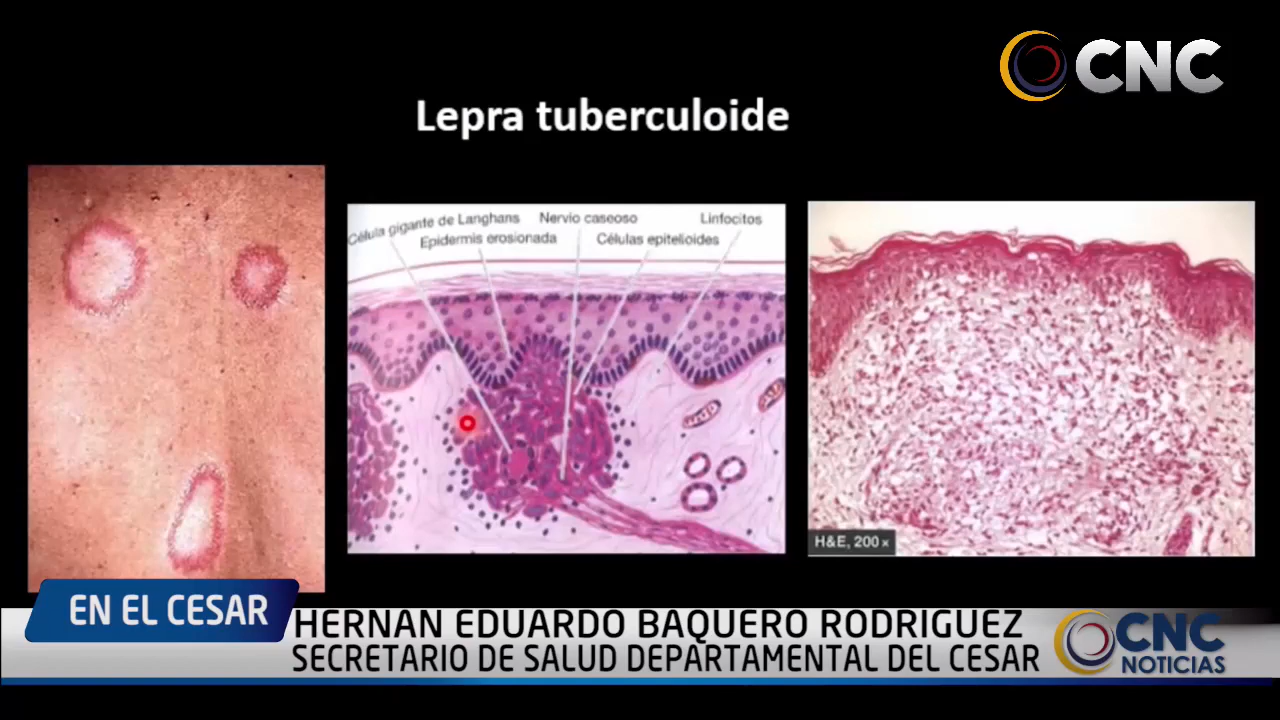 CNC
Lepra tuberculoide
Célula gigante de Langhans
Nervio caseoso
Linfocitos
Epidermis erosionada
Células epitelioides
H&E, 200×
EN EL CESAR
HERNAN EDUARDO BAQUERO RODRIGUEZ
SECRETARIO DE SALUD DEPARTAMENTAL DEL CESAR
CNC
NOTICIAS